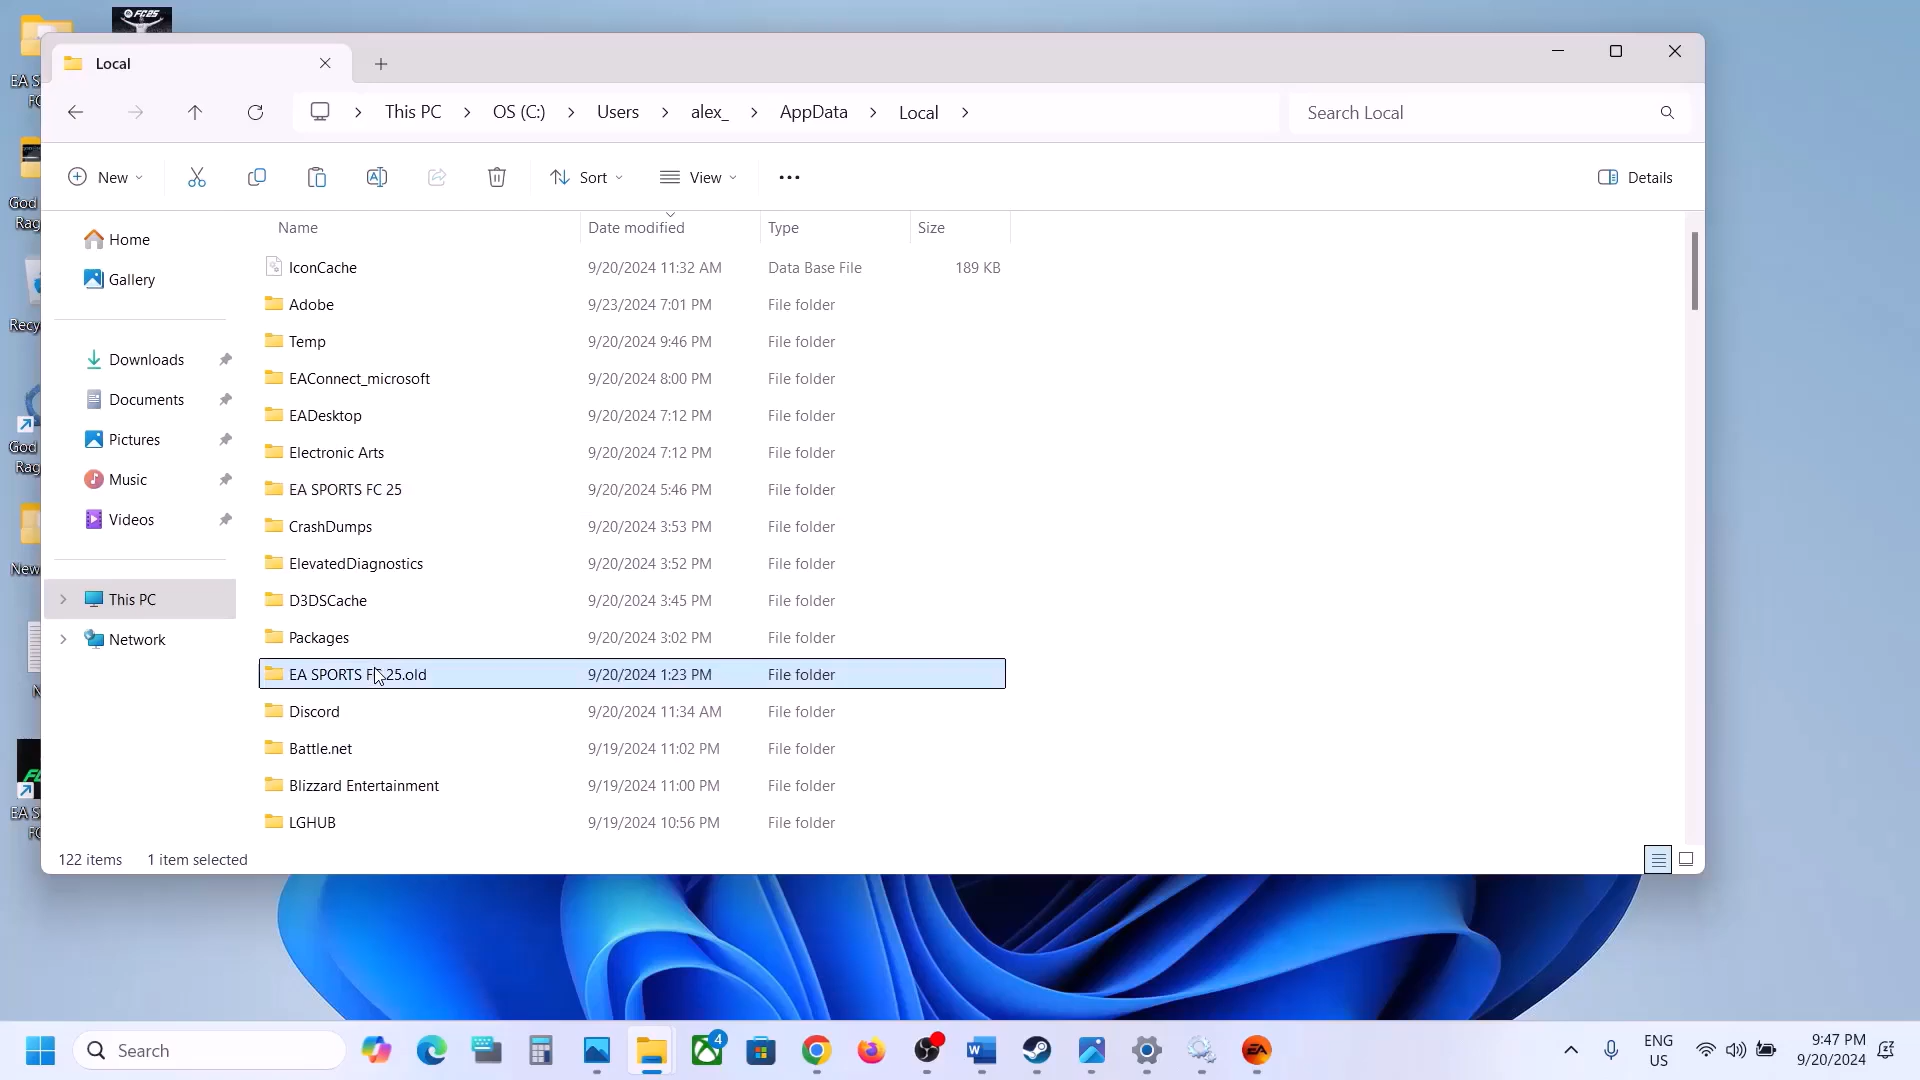 FC25
Local
This PC > OS (C:) > Users > alex_ > AppData > Local >
Search Local
New
Sort
View
Details
Name
Date modified
Type
Size
IconCache 9/20/2024 11:32 AM Data Base File 189 KB
Adobe 9/23/2024 7:01 PM File folder
Temp 9/20/2024 9:46 PM File folder
EAConnect_microsoft 9/20/2024 8:00 PM File folder
EADesktop 9/20/2024 7:12 PM File folder
Electronic Arts 9/20/2024 7:12 PM File folder
EA SPORTS FC 25 9/20/2024 5:46 PM File folder
CrashDumps 9/20/2024 3:53 PM File folder
ElevatedDiagnostics 9/20/2024 3:52 PM File folder
D3DSCache 9/20/2024 3:45 PM File folder
Packages 9/20/2024 3:02 PM File folder
EA SPORTS FC 25.old 9/20/2024 1:23 PM File folder
Discord 9/20/2024 11:34 AM File folder
Battle.net 9/19/2024 11:02 PM File folder
Blizzard Entertainment 9/19/2024 11:00 PM File folder
LGHUB 9/19/2024 10:56 PM File folder
Home
Gallery
Downloads
Documents
Pictures
Music
Videos
This PC
Network
122 items 1 item selected
EA S
FC
God
Rag
Recy
God
Rag
New
N
EA S
FC
Search
4
EA
ENG
US
9:47 PM
9/20/2024